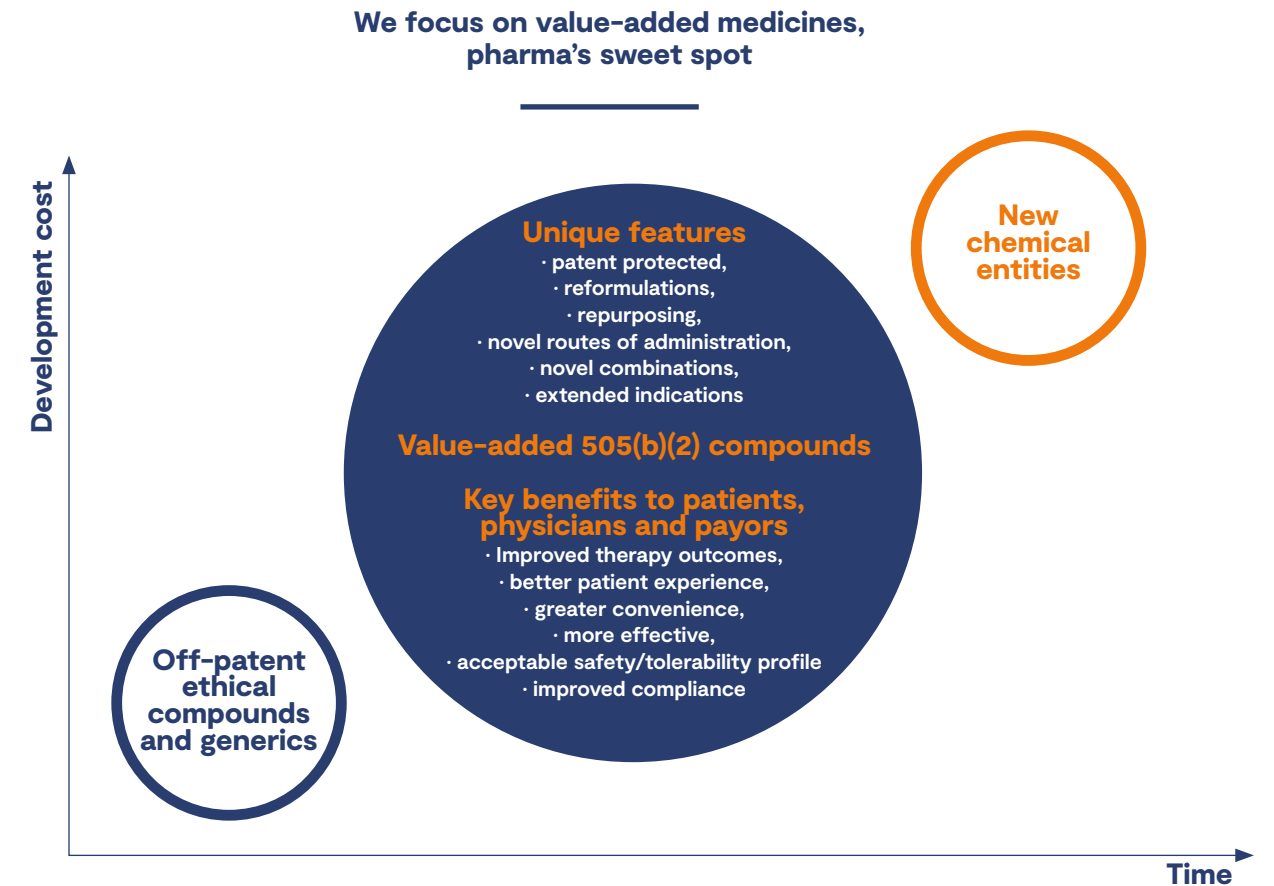 We focus on value-added medicines,
pharma’s sweet spot
Development cost
Unique features
· patent protected,
· reformulations,
· repurposing,
· novel routes of administration,
· novel combinations,
· extended indications
Value-added 505(b)(2) compounds
Key benefits to patients,
physicians and payors
· Improved therapy outcomes,
· better patient experience,
· greater convenience,
· more effective,
· acceptable safety/tolerability profile
· improved compliance
New
chemical
entities
Off-patent
ethical
compounds
and generics
Time